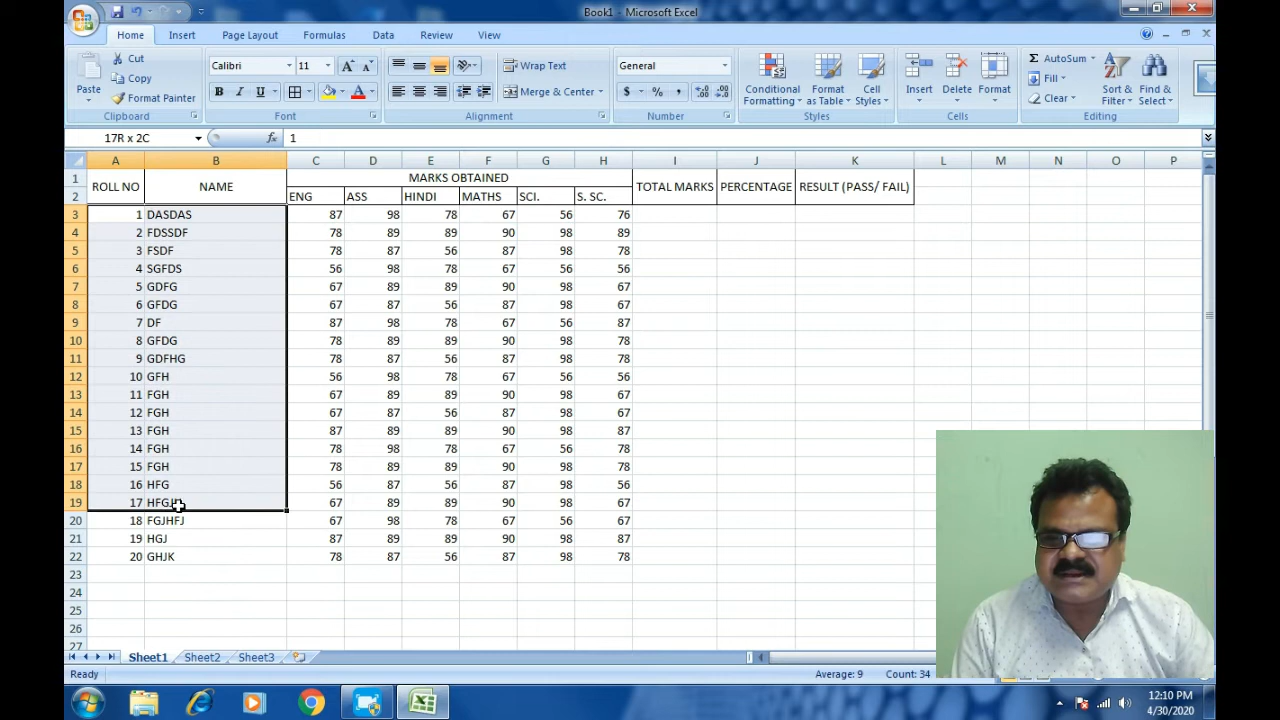 Book1 - Microsoft Excel
Home Insert Page Layout Formulas Data Review View
Paste Cut Calibri 11 Wrap Text General Conditional Formatting Format as Table Cell Styles Insert Delete Format Σ AutoSum Sort & Filter Find & Select
Copy Fill
Format Painter B I U Merge & Center $ % , Clear
Clipboard Font Alignment Number Styles Cells Editing
17R x 2C fx 1
A B C D E F G H I J K L M N O P
1 ROLL NO NAME MARKS OBTAINED TOTAL MARKS PERCENTAGE RESULT (PASS/ FAIL)
2 ENG ASS HINDI MATHS SCI. S. SC.
3 1 DASDAS 87 98 78 67 56 76
4 2 FDSSDF 78 89 89 90 98 89
5 3 FSDF 78 87 56 87 98 78
6 4 SGFDS 56 98 78 67 56 56
7 5 GDFG 67 89 89 90 98 67
8 6 GFDG 67 87 56 87 98 67
9 7 DF 87 98 78 67 56 87
10 8 GFDG 78 89 89 90 98 78
11 9 GDFHG 78 87 56 87 98 78
12 10 GFH 56 98 78 67 56 56
13 11 FGH 67 89 89 90 98 67
14 12 FGH 67 87 56 87 98 67
15 13 FGH 87 89 89 90 98 87
16 14 FGH 78 98 78 67 56 78
17 15 FGH 78 89 89 90 98 78
18 16 HFG 56 87 56 87 98 56
19 17 67 89 89 90 98 67
20 18 FGJHFJ 67 98 78 67 56 67
21 19 HGJ 87 89 89 90 98 87
22 20 GHJK 78 87 56 87 98 78
23
24
25
26
27
Sheet1 Sheet2 Sheet3
Ready Average: 9 Count: 34
12:10 PM
4/30/2020